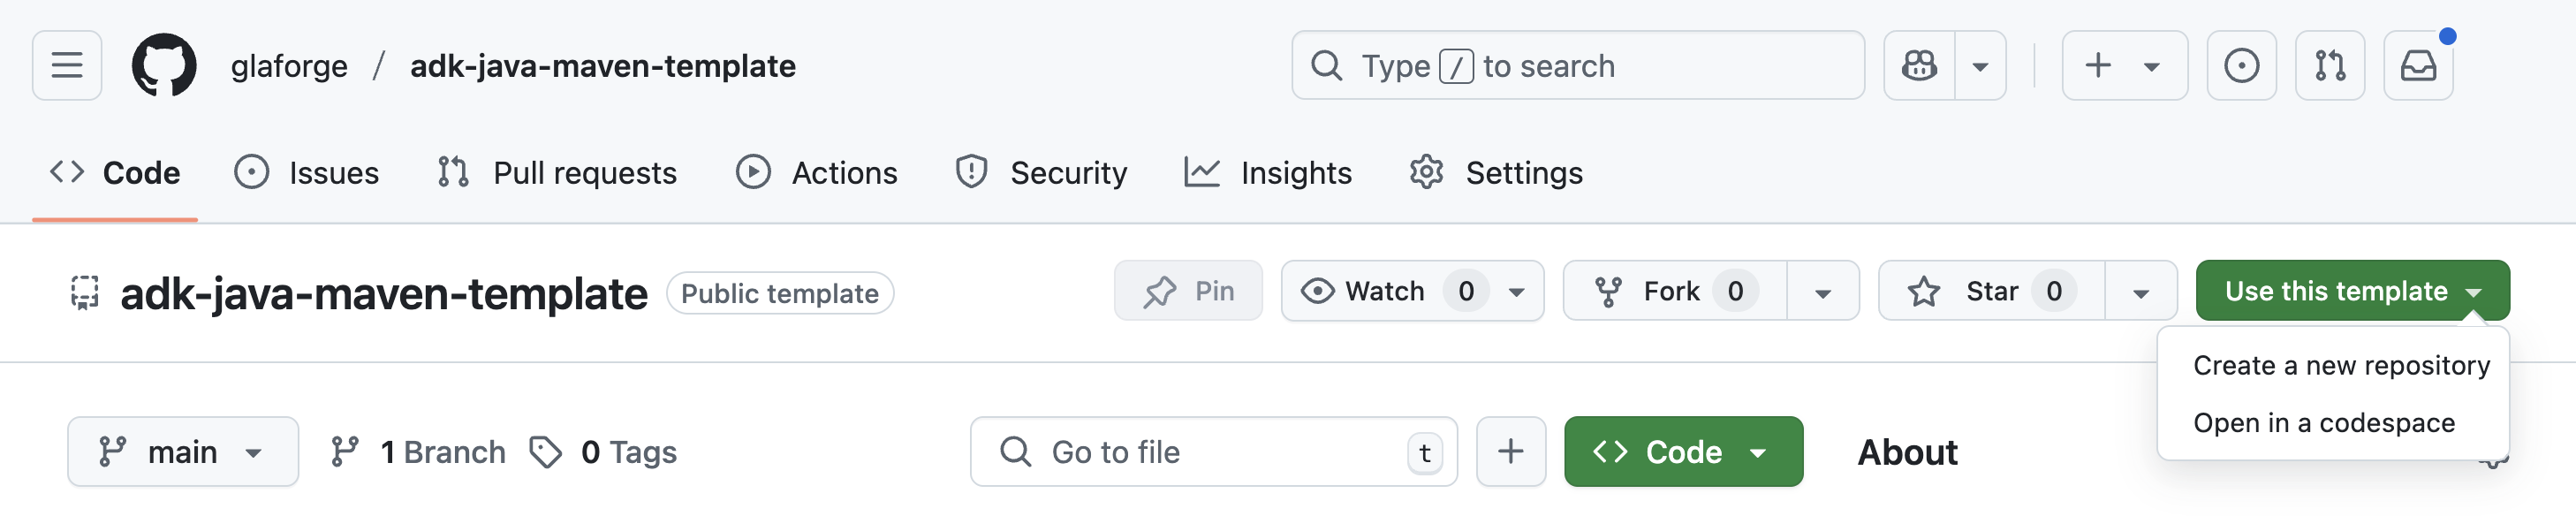 glaforge / adk-java-maven-template
Type / to search
Code Issues Pull requests Actions Security Insights Settings
adk-java-maven-template Public template
Pin Watch 0 Fork 0 Star 0 Use this template
Create a new repository
Open in a codespace
main 1 Branch 0 Tags
Go to file t
Code
About